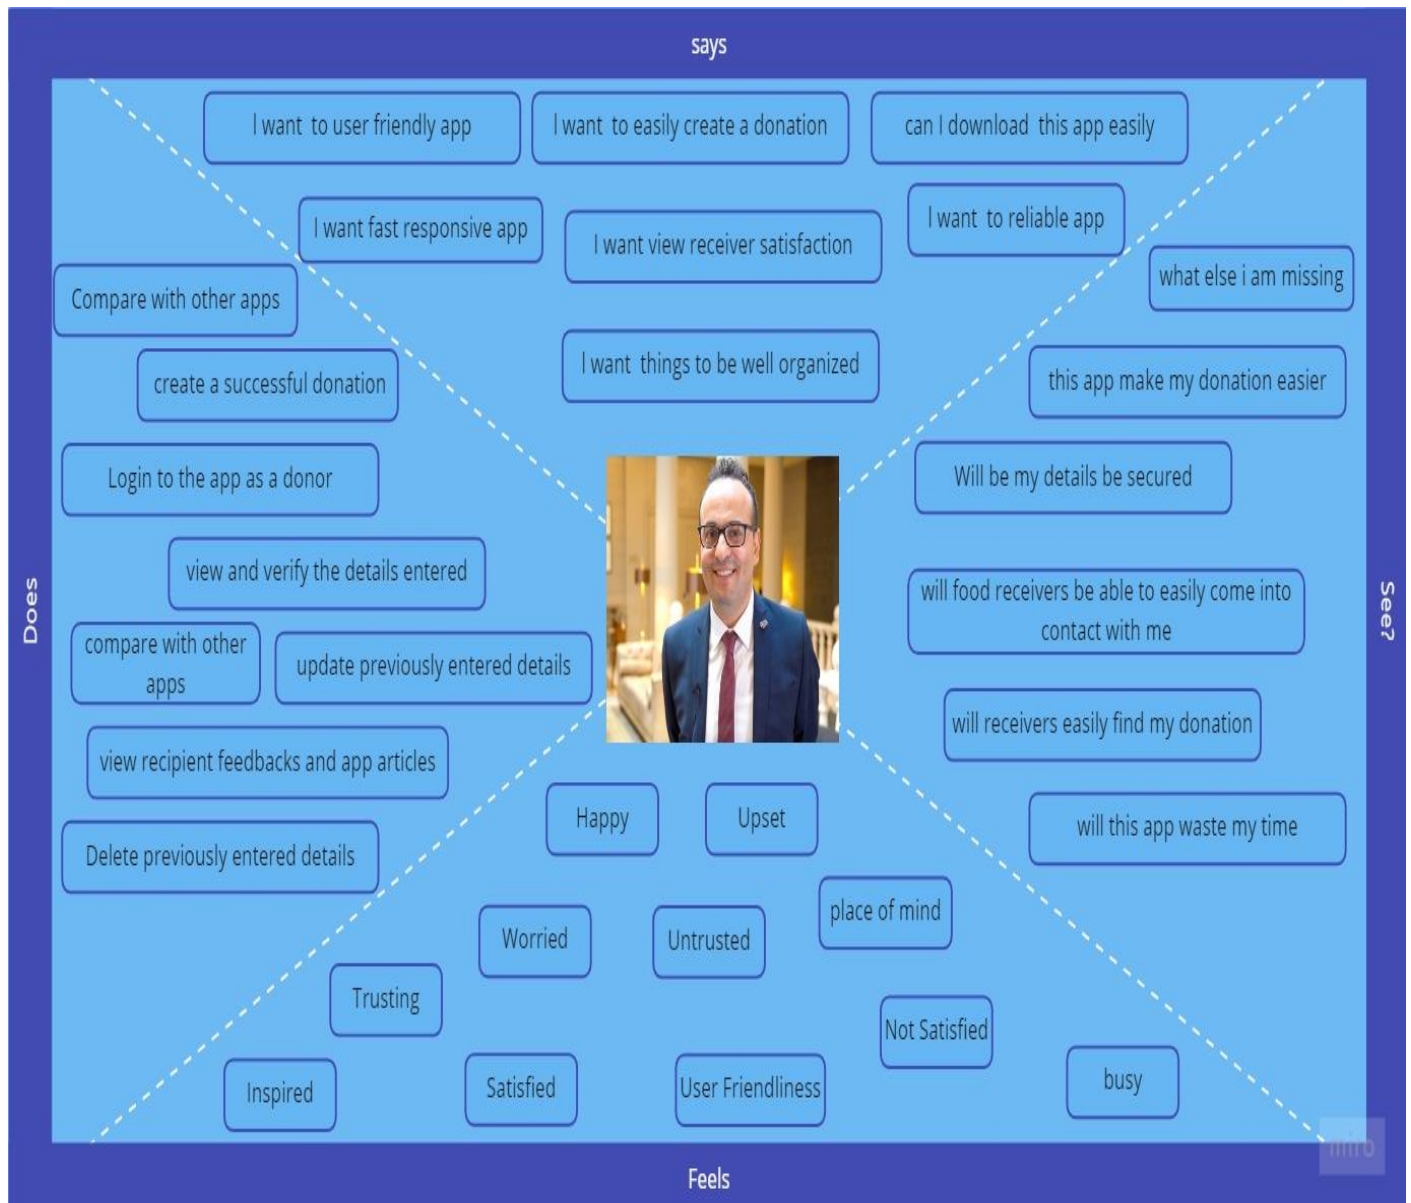 says
I want  to user friendly app
I want  to easily create a donation
can I download  this app easily
I want fast responsive app
I want view receiver satisfaction
I want  to reliable app
I want  things to be well organized
Does
Compare with other apps
create a successful donation
Login to the app as a donor
view and verify the details entered
compare with other
apps
update previously entered details
view recipient feedbacks and app articles
Delete previously entered details
See?
what else i am missing
this app make my donation easier
Will be my details be secured
will food receivers be able to easily come into
contact with me
will receivers easily find my donation
will this app waste my time
Happy
Upset
place of mind
Worried
Untrusted
Trusting
Not Satisfied
Inspired
Satisfied
User Friendliness
busy
Feels
miro